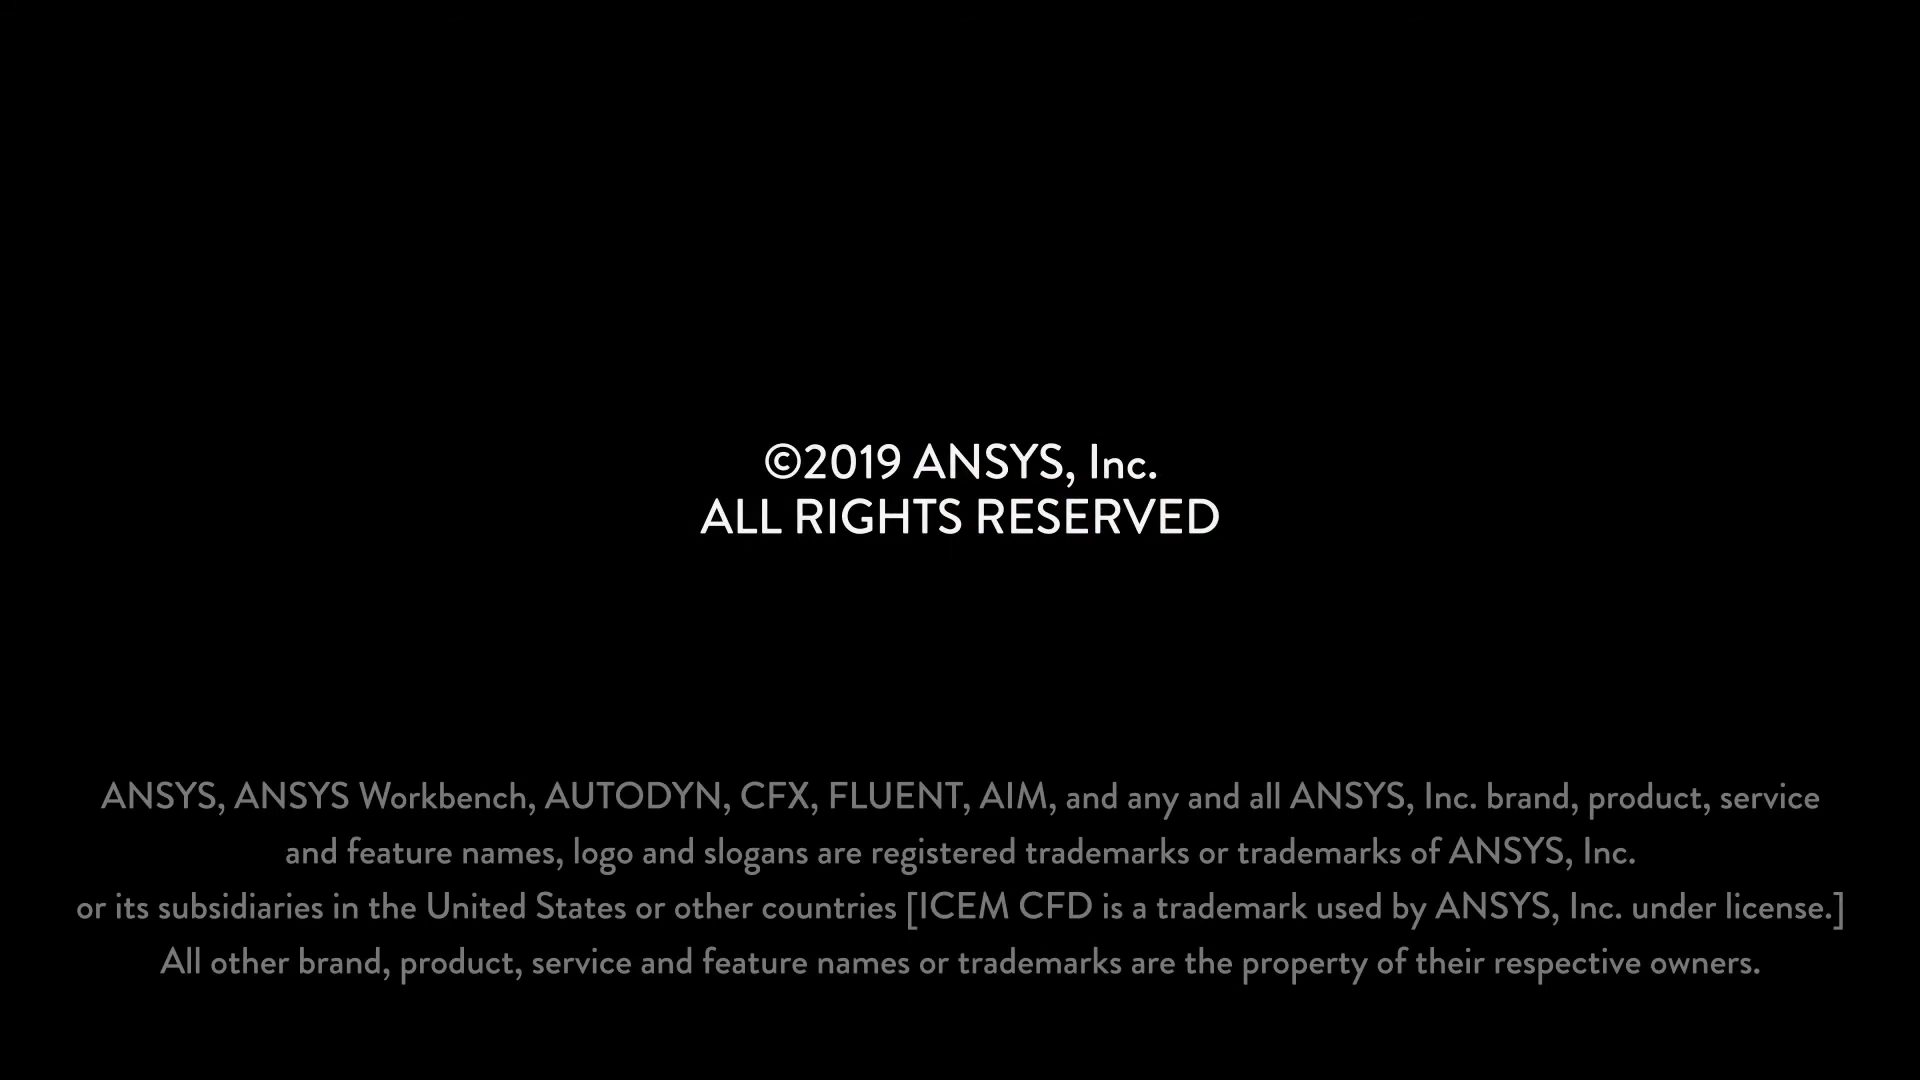 ©2019 ANSYS, Inc.
ALL RIGHTS RESERVED
ANSYS, ANSYS Workbench, AUTODYN, CFX, FLUENT, AIM, and any and all ANSYS, Inc. brand, product, service
and feature names, logo and slogans are registered trademarks or trademarks of ANSYS, Inc.
or its subsidiaries in the United States or other countries [ICEM CFD is a trademark used by ANSYS, Inc. under license.]
All other brand, product, service and feature names or trademarks are the property of their respective owners.